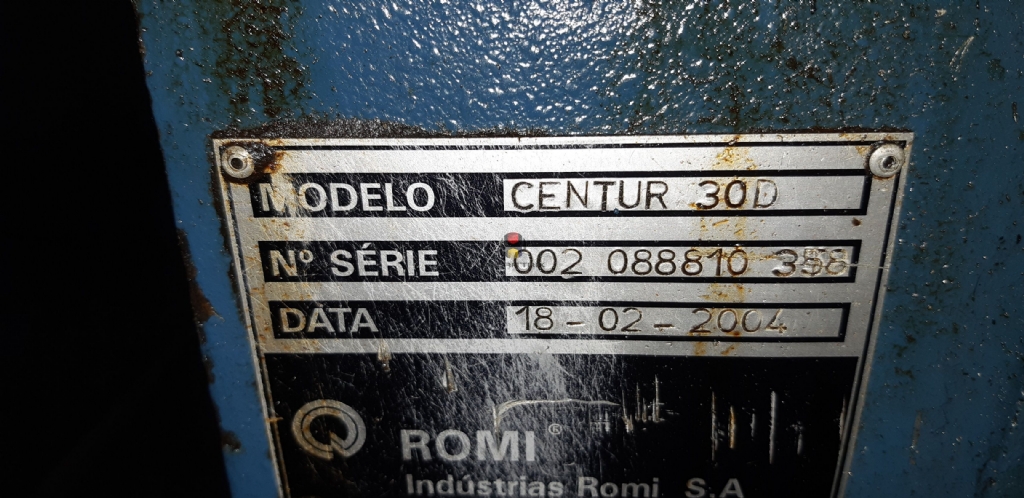 MODELO CENTUR 30D
Nº SÉRIE 002 088810 358
DATA 18-02-2004
ROMI®
Indústrias Romi S.A